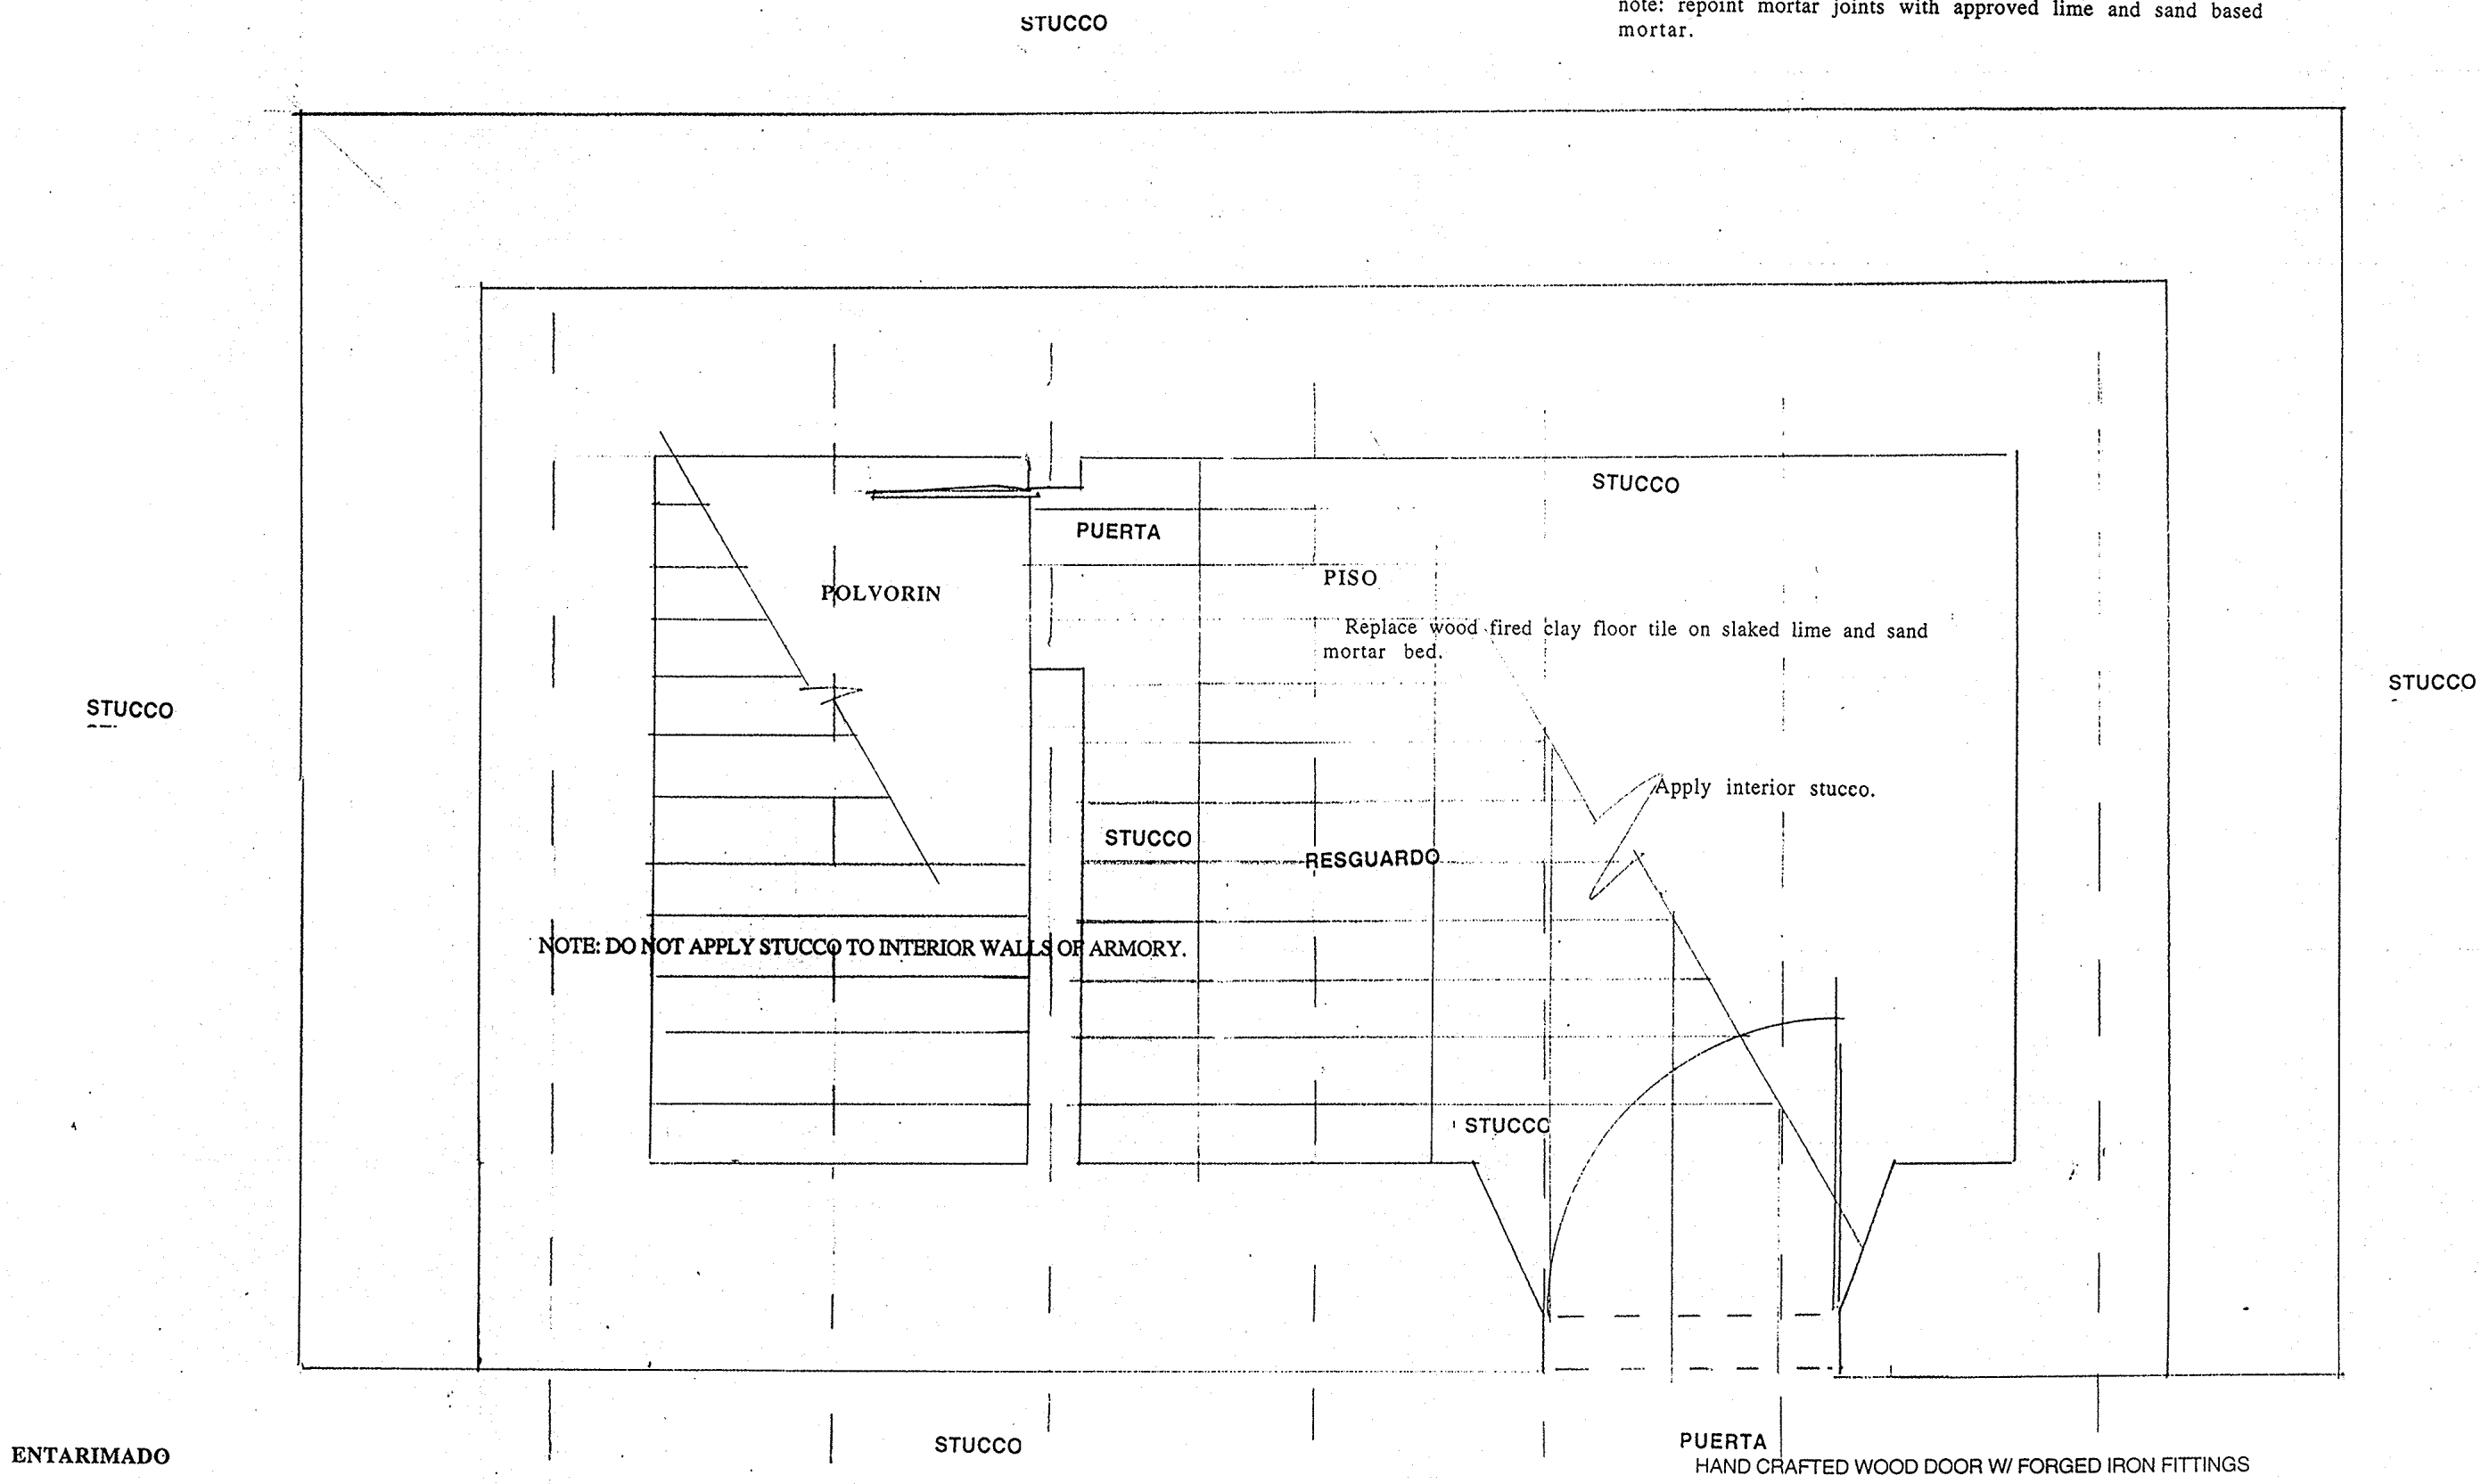 note: repoint mortar joints with approved lime and sand based
mortar.
STUCCO
STUCCO
PUERTA
PISO
POLVORIN
Replace wood fired clay floor tile on slaked lime and sand
mortar bed.
STUCCO
STUCCO
Apply interior stucco.
STUCCO
RESGUARDO
NOTE: DO NOT APPLY STUCCO TO INTERIOR WALLS OF ARMORY.
STUCCO
STUCCO
PUERTA
HAND CRAFTED WOOD DOOR W/ FORGED IRON FITTINGS
ENTARIMADO